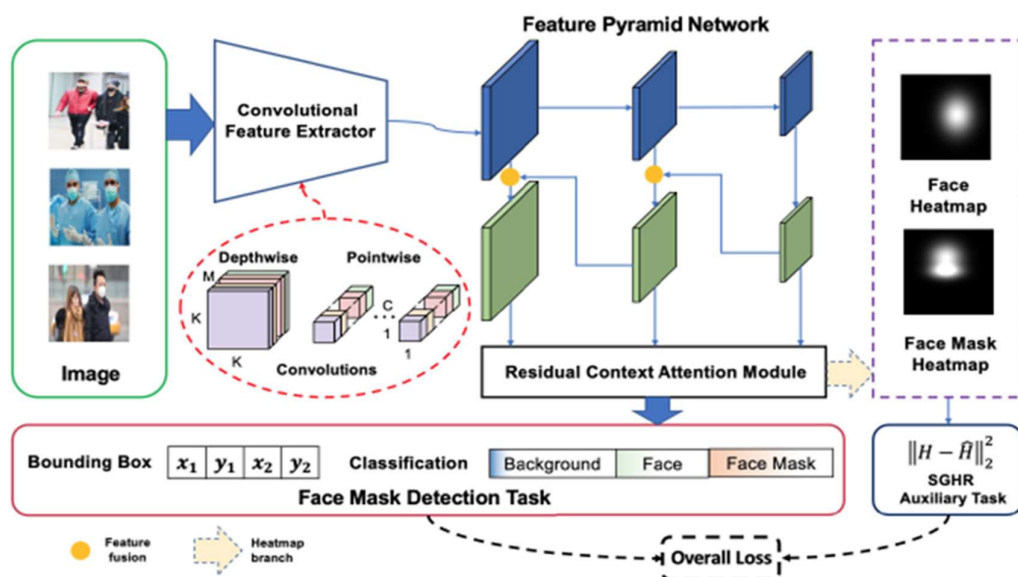 Feature Pyramid Network
Convolutional
Feature Extractor
Image
Depthwise
Pointwise
M
K
K
C
...
1
1
Convolutions
Residual Context Attention Module
Face
Heatmap
Face Mask
Heatmap
Bounding Box
x₁ y₁ x₂ y₂
Classification
Background Face Face Mask
Face Mask Detection Task
‖H − Ĥ‖₂²
SGHR
Auxiliary Task
Feature
fusion
Heatmap
branch
Overall Loss